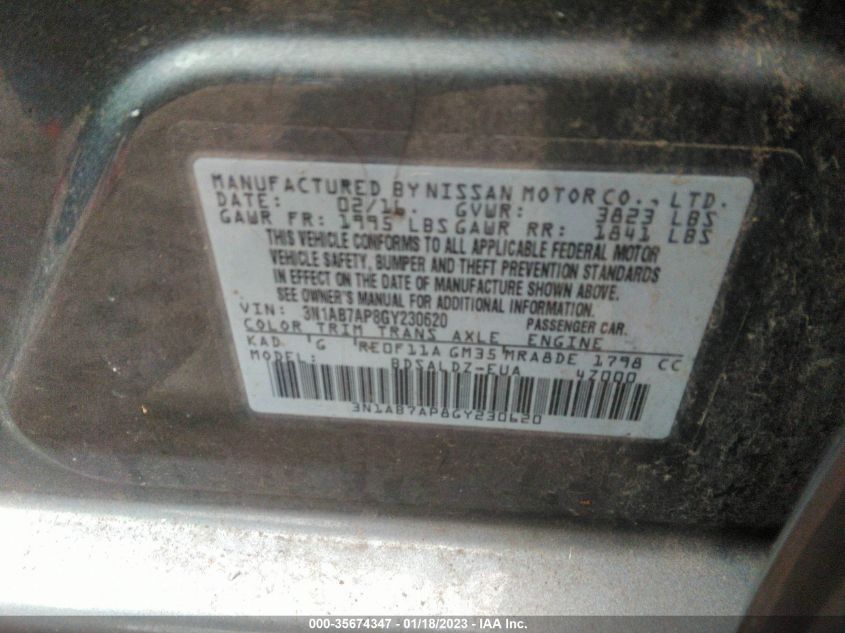 MANUFACTURED BY NISSAN MOTOR CO., LTD.
DATE: 02/16. GVWR: 3823 LBS
GAWR FR: 1995 LBS GAWR RR: 1841 LBS
THIS VEHICLE CONFORMS TO ALL APPLICABLE FEDERAL MOTOR
VEHICLE SAFETY, BUMPER AND THEFT PREVENTION STANDARDS
IN EFFECT ON THE DATE OF MANUFACTURE SHOWN ABOVE.
SEE OWNER'S MANUAL FOR ADDITIONAL INFORMATION.
VIN: 3N1AB7AP8GY230620 PASSENGER CAR.
COLOR TRIM TRANS AXLE ENGINE
KAD G RE0F11A GM35 MRA8DE 1798 CC
MODEL: BDSALDZ-EUA 4Z000
3N1AB7AP8GY230620
000-35674347 - 01/18/2023 - IAA Inc.